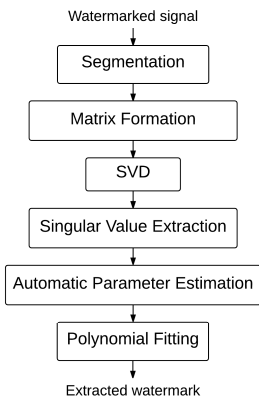 Watermarked signal
Segmentation
Matrix Formation
SVD
Singular Value Extraction
Automatic Parameter Estimation
Polynomial Fitting
Extracted watermark